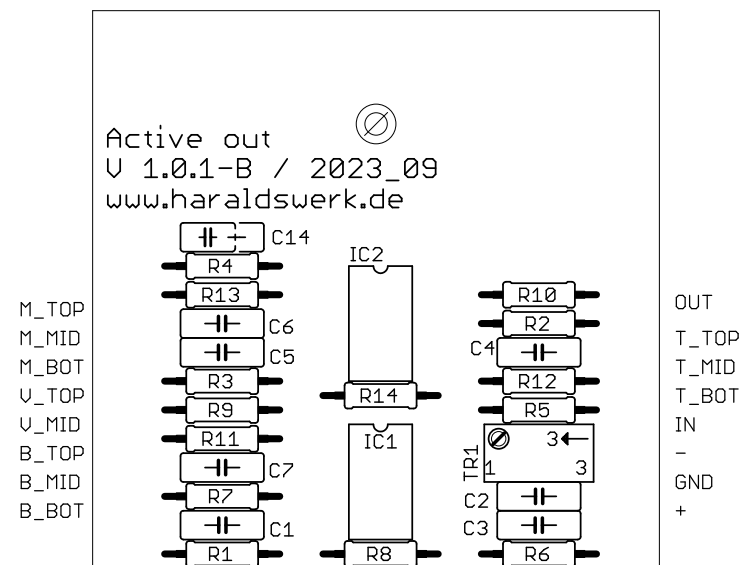 Active out
V 1.0.1-B / 2023_09
www.haraldswerk.de
C14
IC2
R4
R13
R10
M_TOP
OUT
C6
R2
M_MID
T_TOP
C5
C4
M_BOT
T_MID
R3
R12
V_TOP
R14
T_BOT
R9
R5
V_MID
IN
R11
IC1
3
B_TOP
-
C7
TR1
1
3
B_MID
GND
R7
C2
B_BOT
+
C1
C3
R1
R8
R6